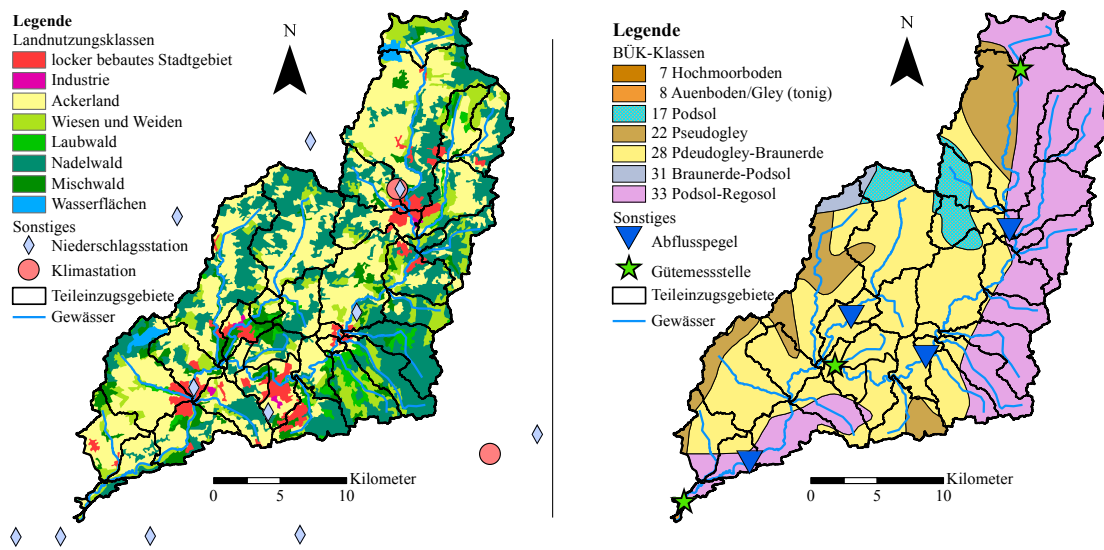 Legende
Landnutzungsklassen
locker bebautes Stadtgebiet
Industrie
Ackerland
Wiesen und Weiden
Laubwald
Nadelwald
Mischwald
Wasserflächen
Sonstiges
Niederschlagsstation
Klimastation
Teileinzugsgebiete
Gewässer
N
Kilometer
0 5 10
Legende
BÜK-Klassen
7 Hochmoorboden
8 Auenboden/Gley (tonig)
17 Podsol
22 Pseudogley
28 Pdeudogley-Braunerde
31 Braunerde-Podsol
33 Podsol-Regosol
Sonstiges
Abflusspegel
Gütemessstelle
Teileinzugsgebiete
Gewässer
N
Kilometer
0 5 10